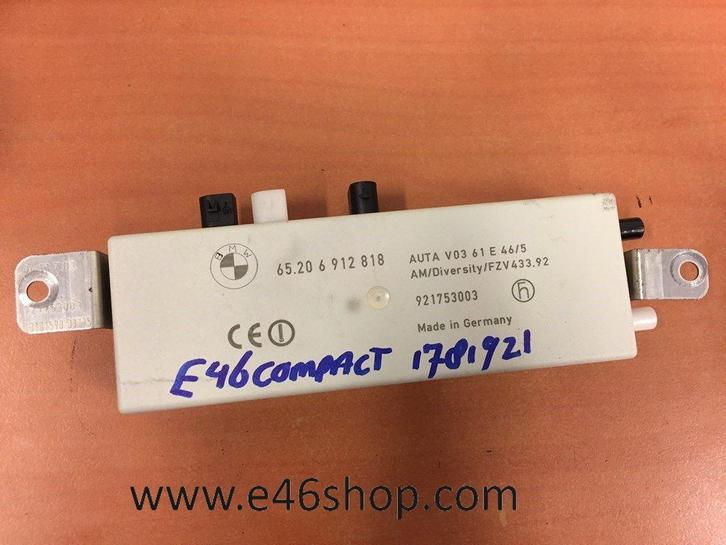 BMW
65.20 6 912 818
AUTA V03 61 E 46/5
AM/Diversity/FZV433.92
921753003
h
CE
Made in Germany
E46COMPACT 1781921
www.e46shop.com